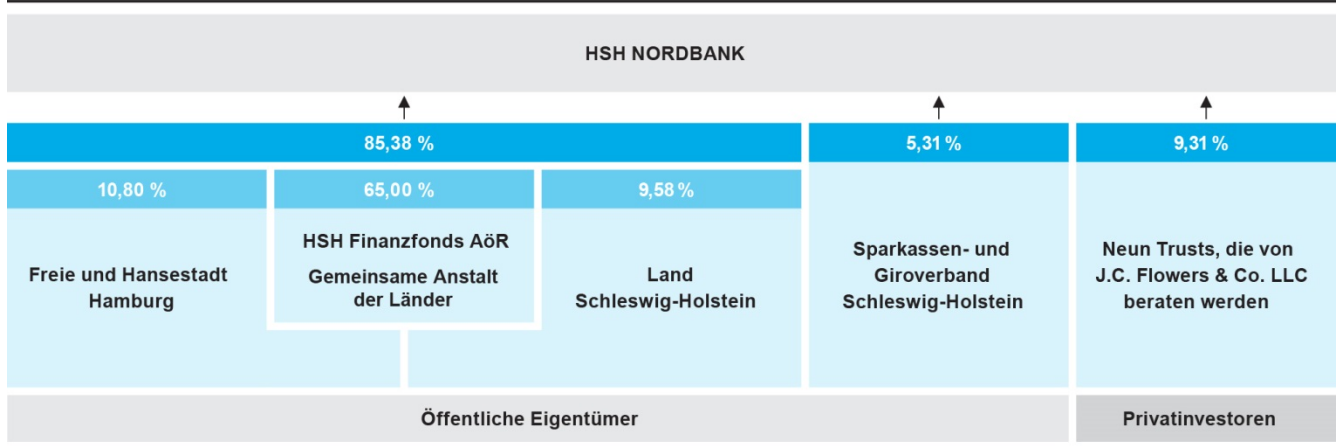 HSH NORDBANK
85,38 %
5,31 %
9,31 %
10,80 %
65,00 %
9,58 %
Freie und Hansestadt
Hamburg
HSH Finanzfonds AöR
Gemeinsame Anstalt
der Länder
Land
Schleswig-Holstein
Sparkassen- und
Giroverband
Schleswig-Holstein
Neun Trusts, die von
J.C. Flowers & Co. LLC
beraten werden
Öffentliche Eigentümer
Privatinvestoren